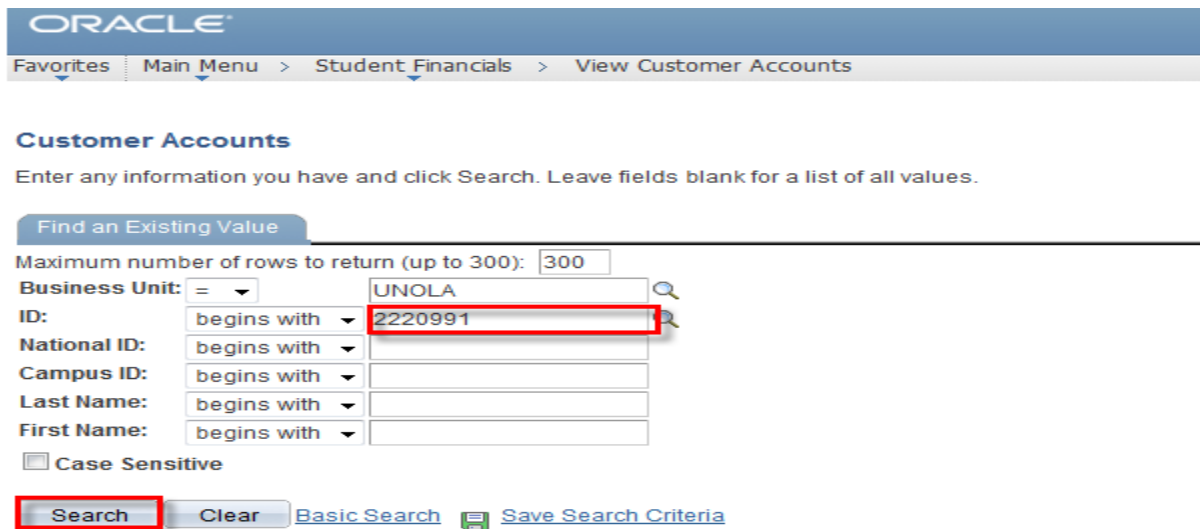 ORACLE
Favorites Main Menu > Student Financials > View Customer Accounts
Customer Accounts
Enter any information you have and click Search. Leave fields blank for a list of all values.
Find an Existing Value
Maximum number of rows to return (up to 300): 300
Business Unit: = UNOLA
ID: begins with 2220991
National ID: begins with
Campus ID: begins with
Last Name: begins with
First Name: begins with
Case Sensitive
Search Clear Basic Search Save Search Criteria